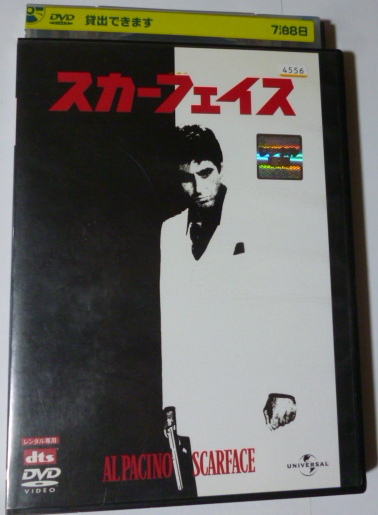 DVD 貸出できます 7泊8日
4556
スカーフェイス
レンタル専用
dts
DVD
VIDEO
AL PACINO SCARFACE
UNIVERSAL